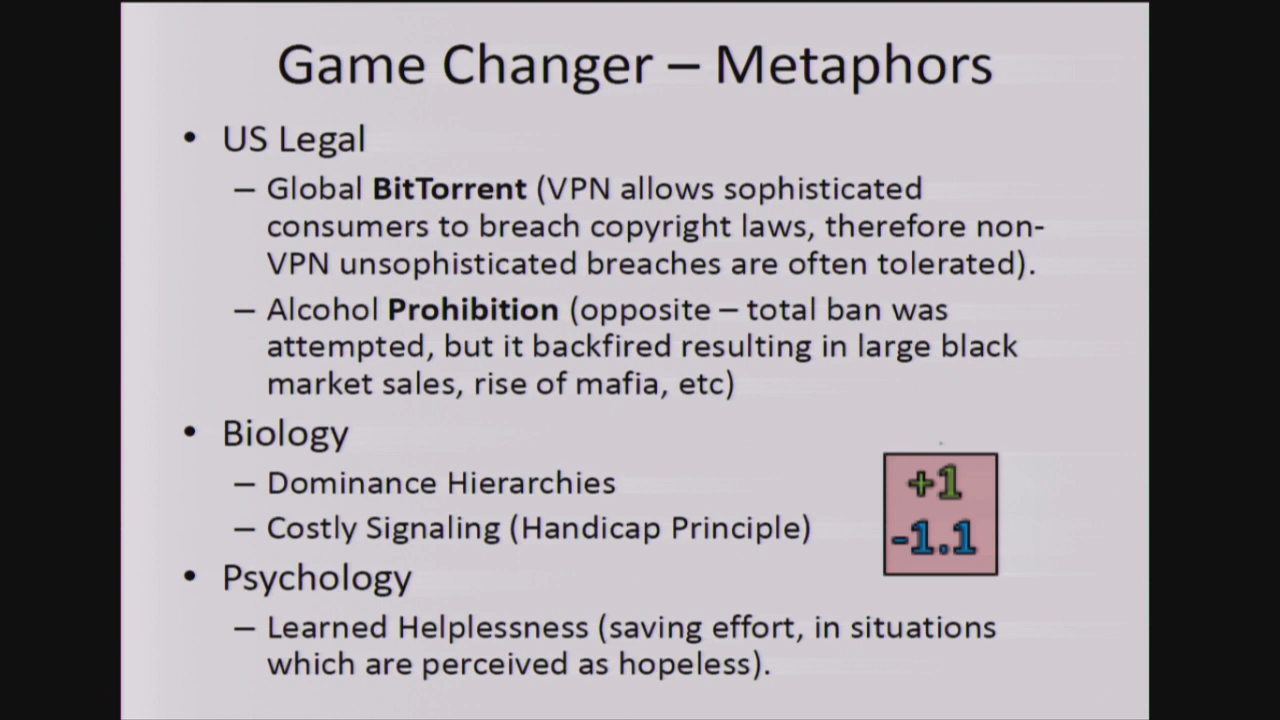 Game Changer – Metaphors
• US Legal
– Global BitTorrent (VPN allows sophisticated
consumers to breach copyright laws, therefore non-
VPN unsophisticated breaches are often tolerated).
– Alcohol Prohibition (opposite – total ban was
attempted, but it backfired resulting in large black
market sales, rise of mafia, etc)
• Biology
– Dominance Hierarchies
– Costly Signaling (Handicap Principle)
+1
-1.1
• Psychology
– Learned Helplessness (saving effort, in situations
which are perceived as hopeless).